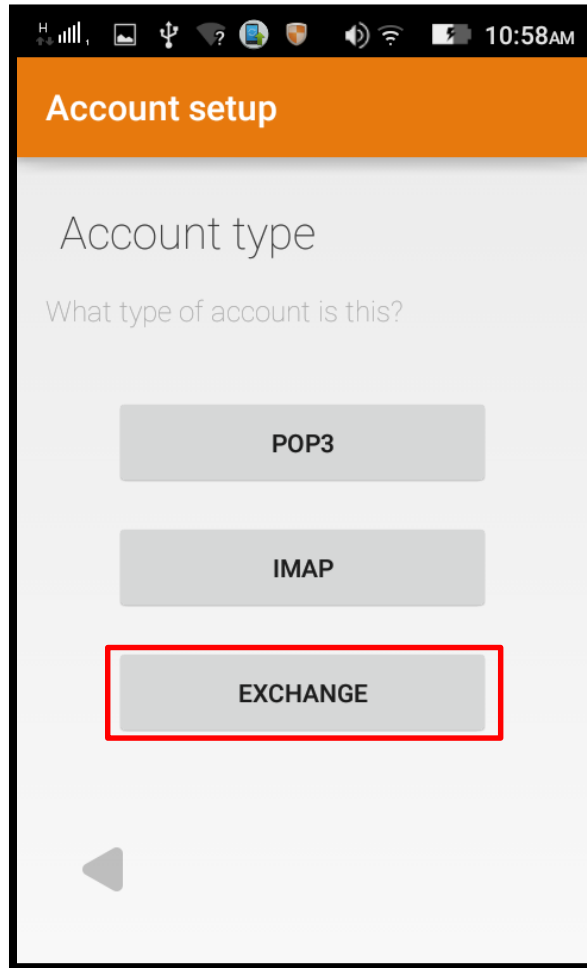 H 10:58AM
Account setup
Account type
What type of account is this?
POP3
IMAP
EXCHANGE